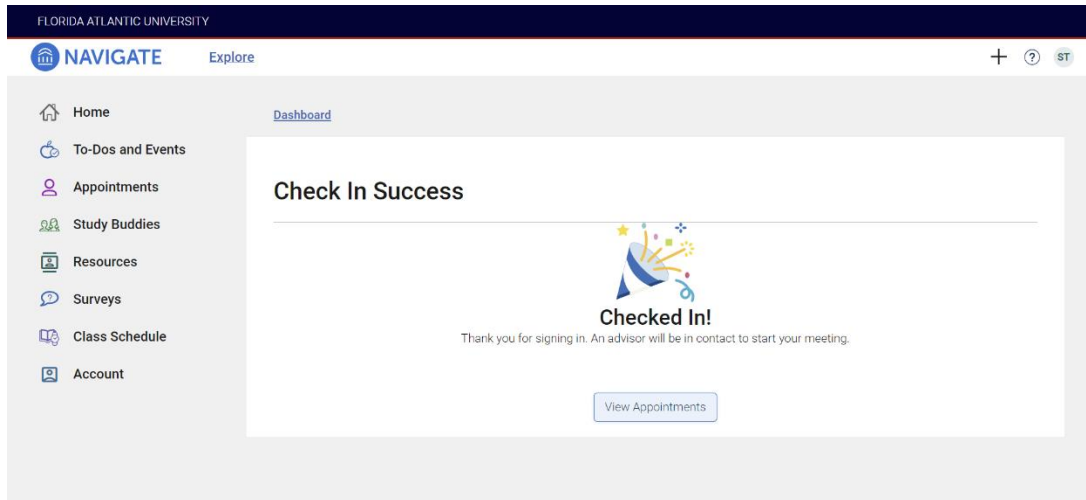 FLORIDA ATLANTIC UNIVERSITY
NAVIGATE
Explore
?
ST
Home
To-Dos and Events
Appointments
Study Buddies
Resources
Surveys
Class Schedule
Account
Dashboard
Check In Success
Checked In!
Thank you for signing in. An advisor will be in contact to start your meeting.
View Appointments